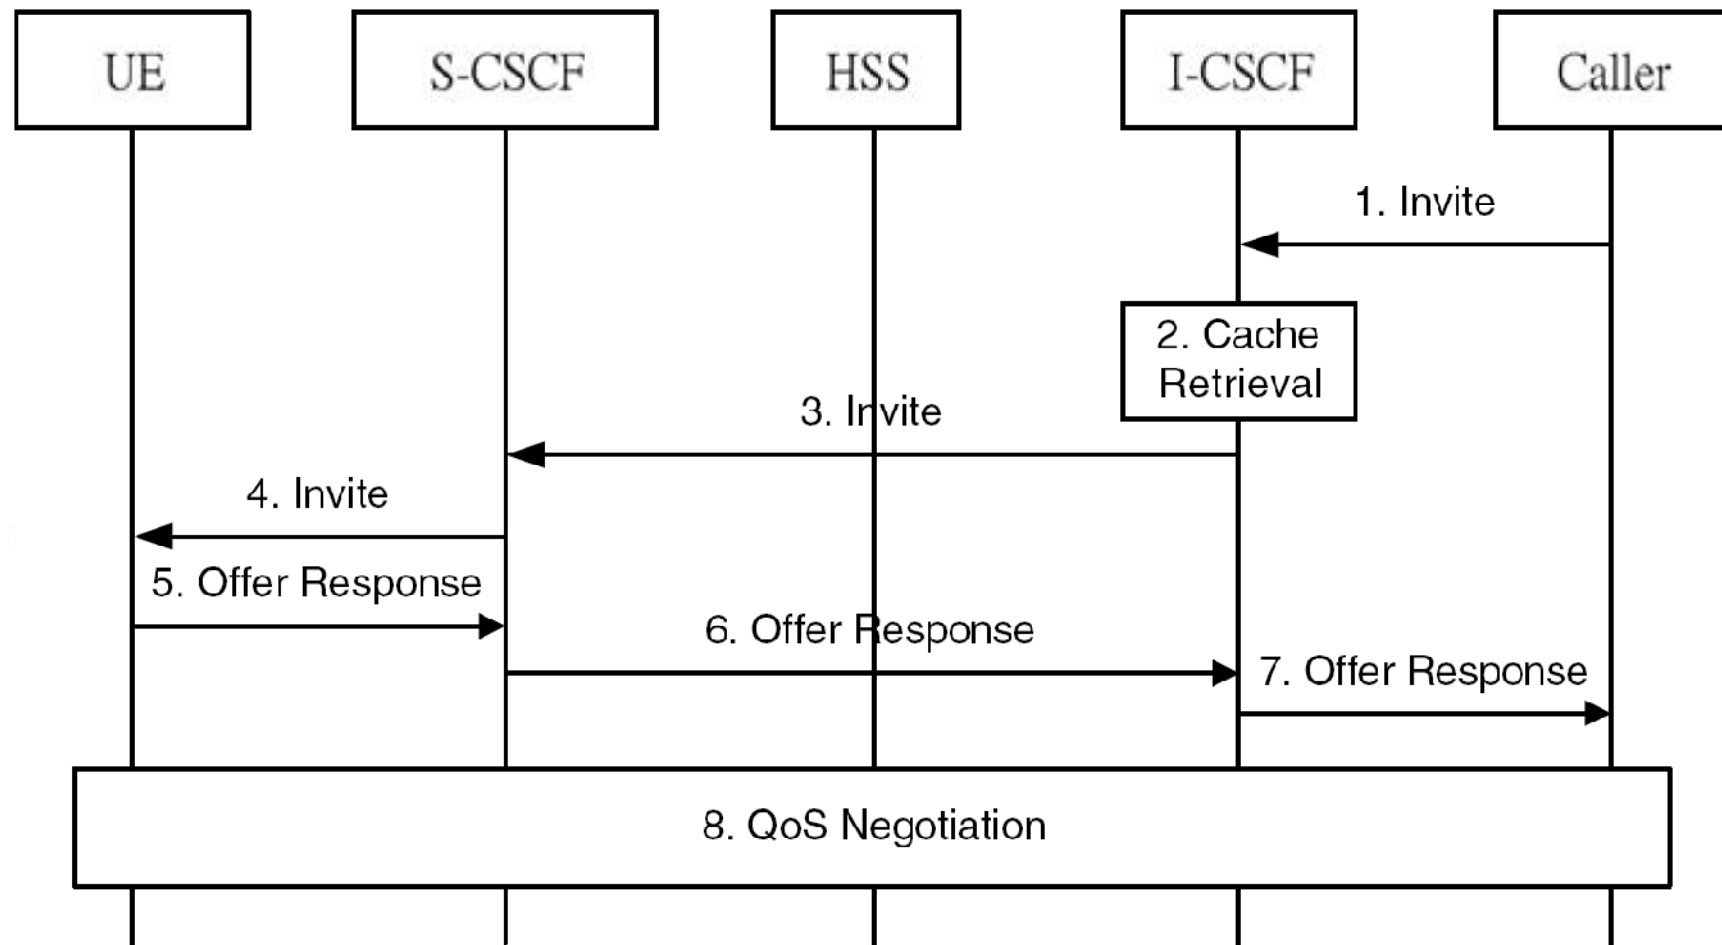 UE
S-CSCF
HSS
I-CSCF
Caller
1. Invite
2. Cache
Retrieval
3. Invite
4. Invite
5. Offer Response
6. Offer Response
7. Offer Response
8. QoS Negotiation